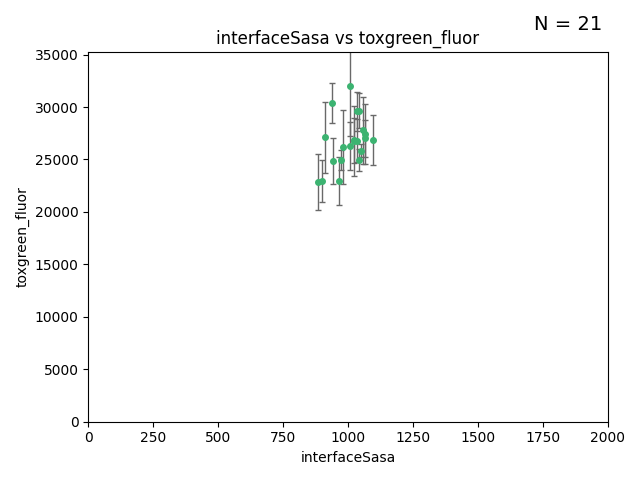 N = 21
interfaceSasa vs toxgreen_fluor
35000
30000
25000
20000
15000
10000
5000
0
toxgreen_fluor
0 250 500 750 1000 1250 1500 1750 2000
interfaceSasa